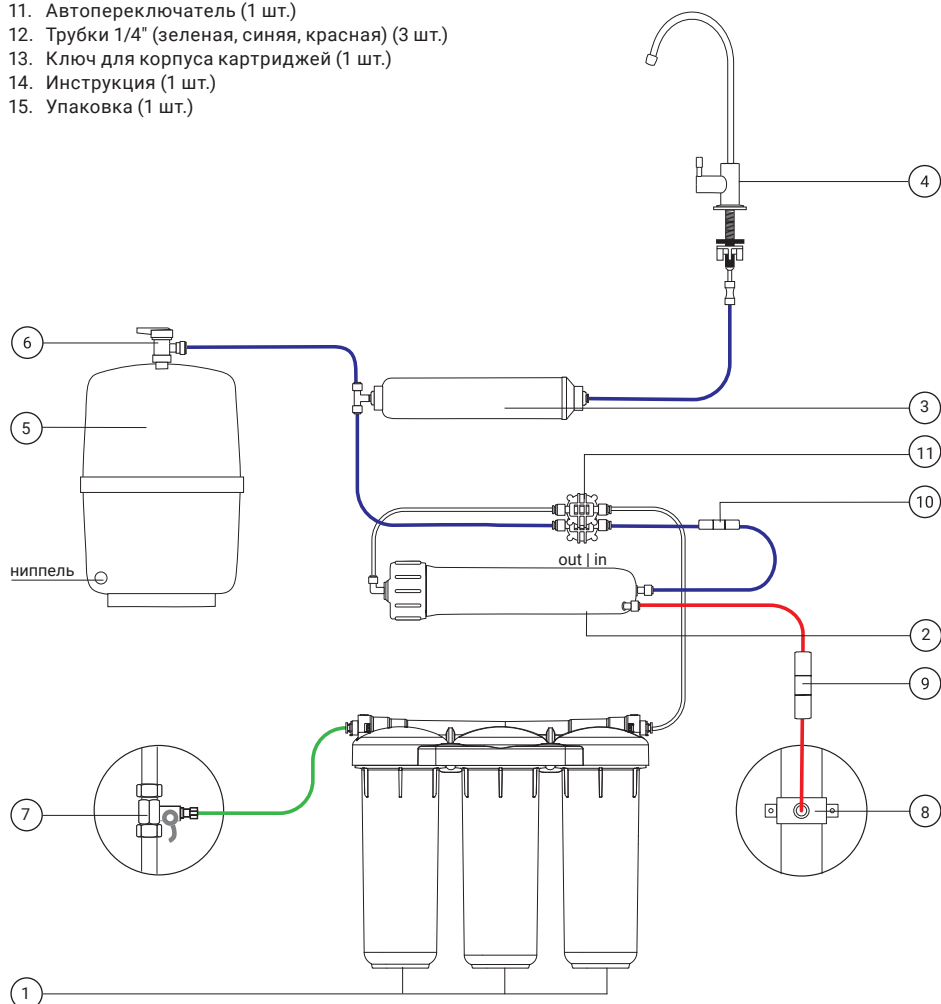 11. Автопереключатель (1 шт.)
12. Трубки 1/4" (зеленая, синяя, красная) (3 шт.)
13. Ключ для корпуса картриджей (1 шт.)
14. Инструкция (1 шт.)
15. Упаковка (1 шт.)
4
6
5
3
11
10
ниппель
out | in
2
9
7
8
1